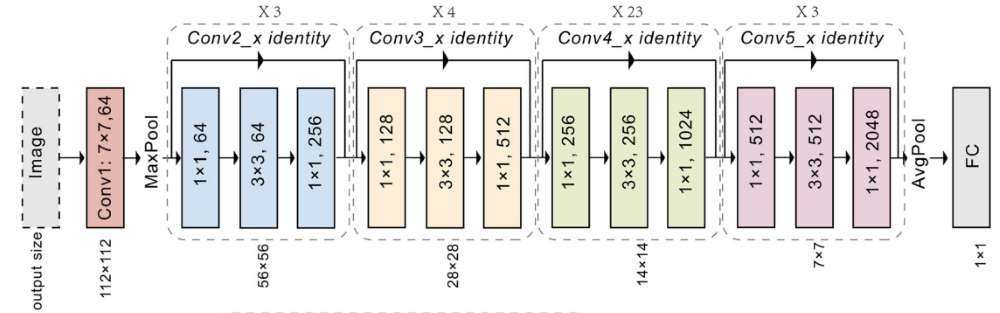 X 3
X 4
X 23
X 3
Conv2_x identity
Conv3_x identity
Conv4_x identity
Conv5_x identity
Image
Conv1: 7×7,64
MaxPool
1×1, 64
3×3, 64
1×1, 256
1×1, 128
3×3, 128
1×1, 512
1×1, 256
3×3, 256
1×1, 1024
1×1, 512
3×3, 512
1×1, 2048
AvgPool
FC
output size
112×112
56×56
28×28
14×14
7×7
1×1